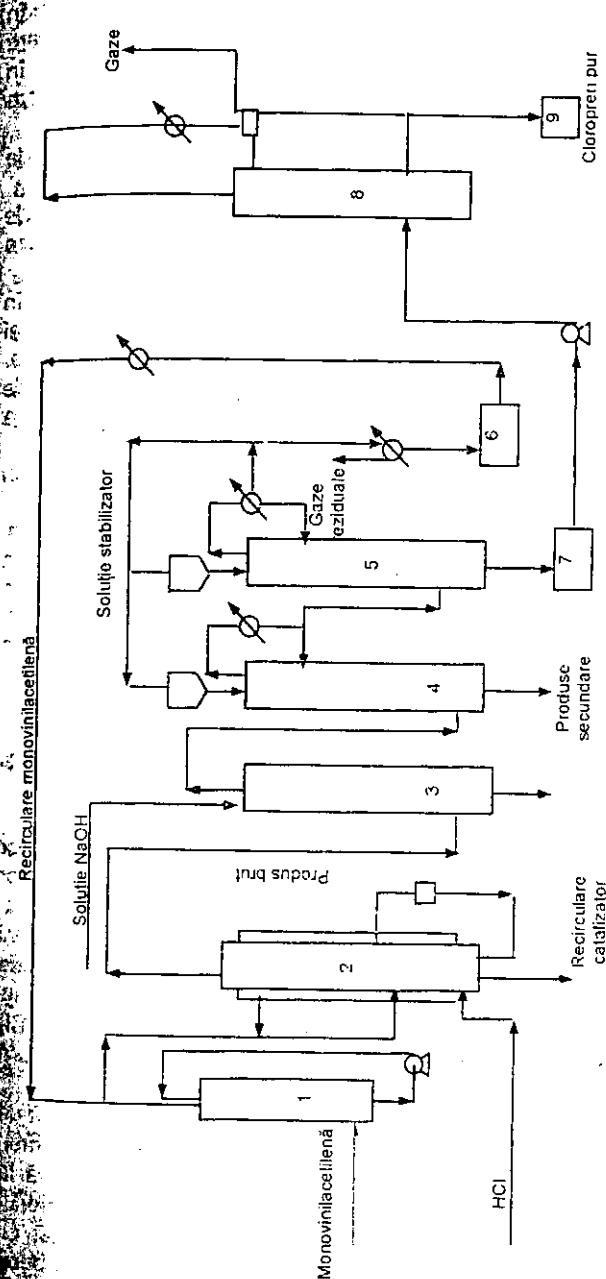 Gaze
9
Cloropren pur
8
Recirculare monovinilacetilenă
Soluție stabilizator
Gaze
eziduale
6
7
5
4
Produse
secundare
Soluție NaOH
3
Produs brut
2
Recirculare
catalizator
1
Monovinilacetilenă
HCl